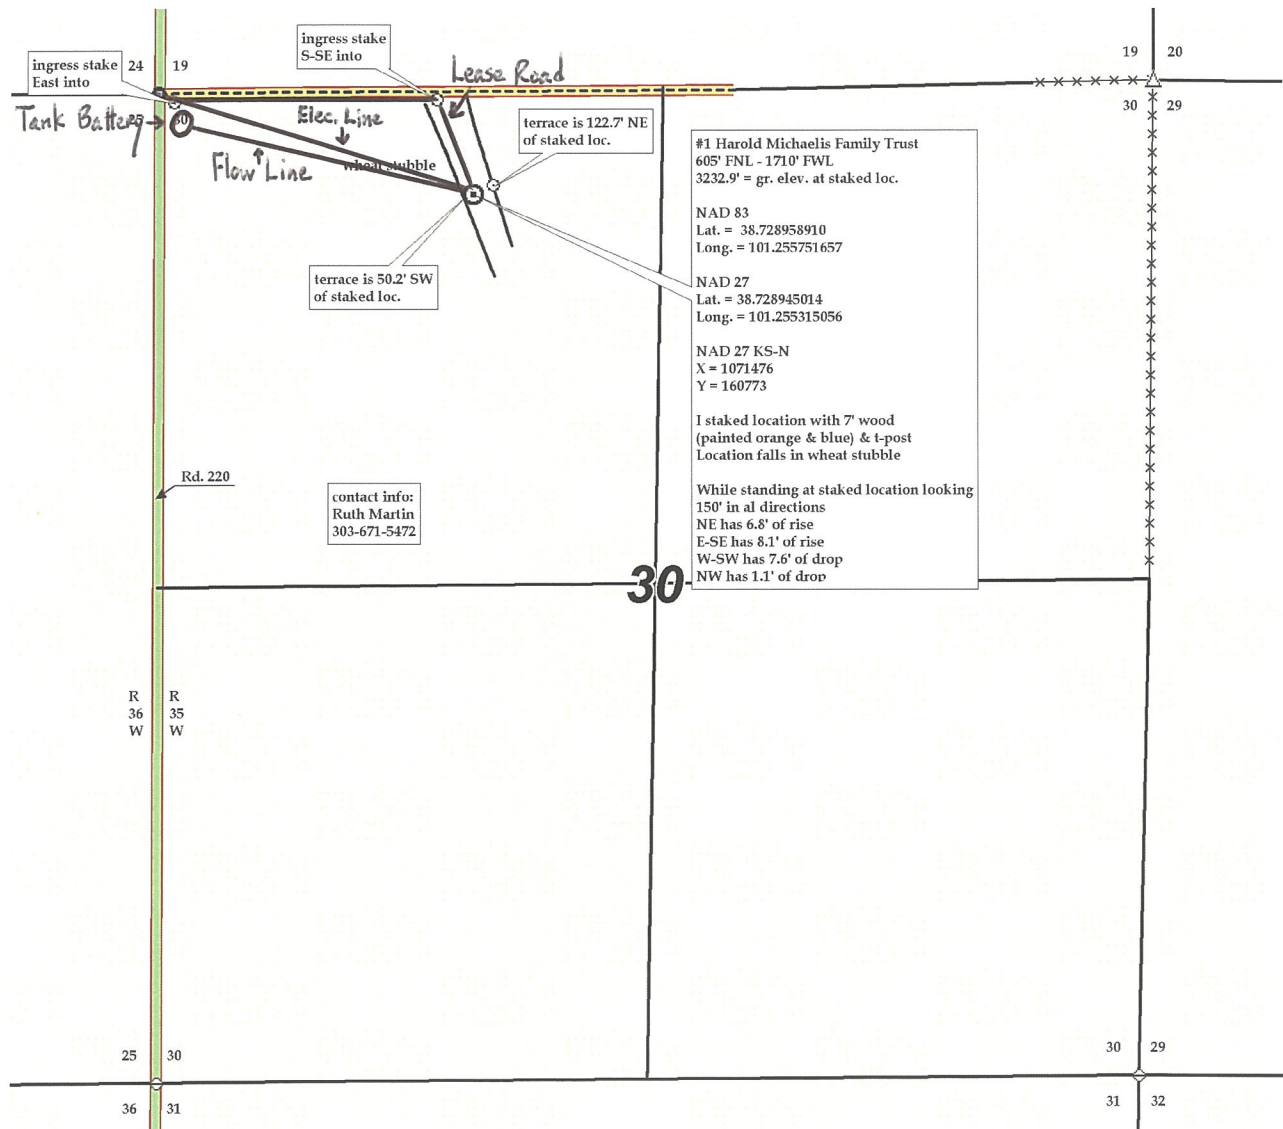 ingress stake
S-SE into
19
20
ingress stake
East into
24
19
Lease Road
30
29
Tank Battery
25
30
Elec. Line
terrace is 122.7' NE
of staked loc.
wheat stubble
Flow Line
#1 Harold Michaelis Family Trust
605' FNL - 1710' FWL
3232.9' = gr. elev. at staked loc.
NAD 83
Lat. = 38.728958910
Long. = 101.255751657
terrace is 50.2' SW
of staked loc.
NAD 27
Lat. = 38.728945014
Long. = 101.255315056
NAD 27 KS-N
X = 1071476
Y = 160773
I staked location with 7' wood
(painted orange & blue) & t-post
Location falls in wheat stubble
Rd. 220
contact info:
Ruth Martin
303-671-5472
While standing at staked location looking
150' in al directions
NE has 6.8' of rise
E-SE has 8.1' of rise
W-SW has 7.6' of drop
NW has 1.1' of drop
30
R
36
W
R
35
W
25
30
30
29
36
31
31
32